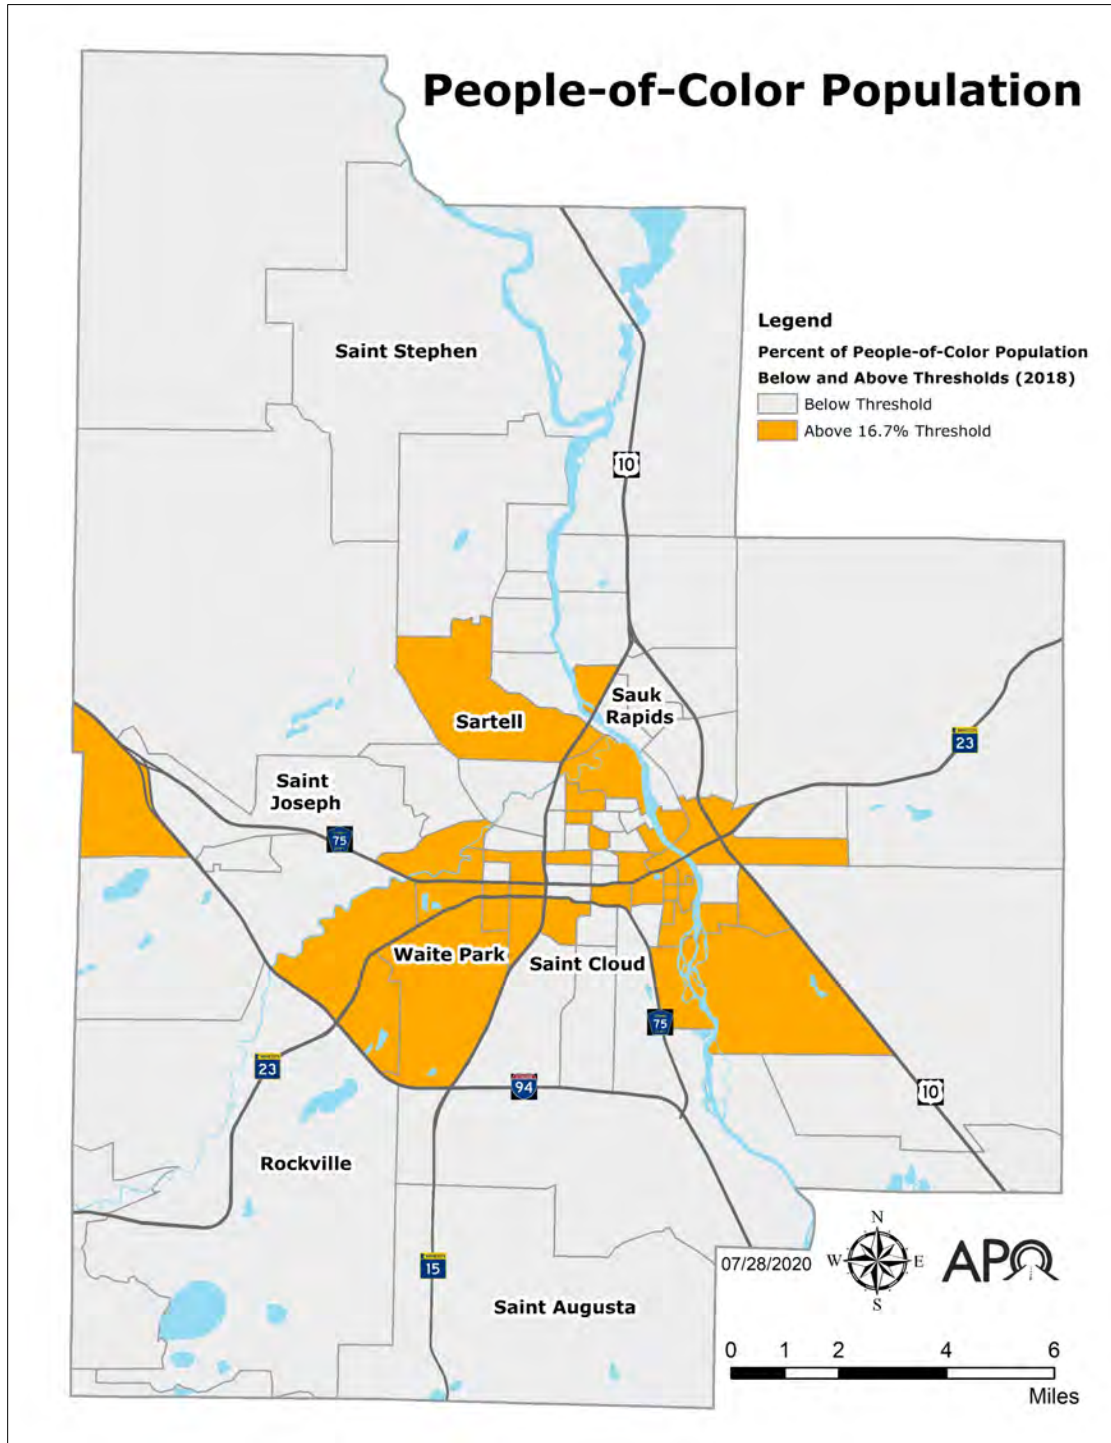 People-of-Color Population
Legend
Percent of People-of-Color Population
Below and Above Thresholds (2018)
Below Threshold
Above 16.7% Threshold
Saint Stephen
10
Sauk
Rapids
Sartell
23
Saint
Joseph
75
Waite Park
Saint Cloud
75
23
94
10
Rockville
15
Saint Augusta
07/28/2020
N
W
E
S
APO
0 1 2 4 6
Miles